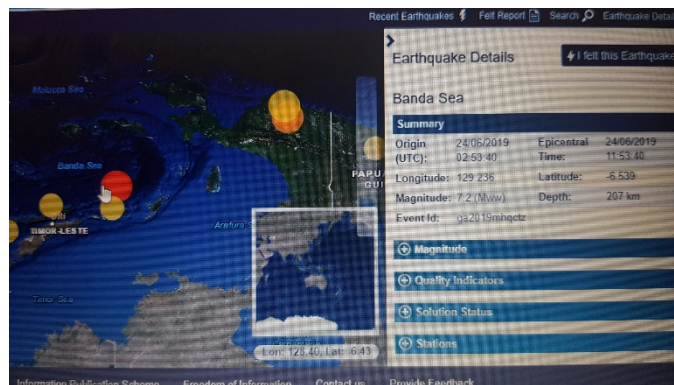 Recent Earthquakes Felt Report Search Earthquake Detai
Earthquake Details
I felt this Earthquake
Banda Sea
Summary
Origin (UTC): 24/06/2019 02:53:40 Epicentral Time: 24/06/2019 11:53:40
Longitude: 129.236 Latitude: -6.539
Magnitude: 7.2 (Mww) Depth: 207 km
Event Id: ga2019mhqctz
Magnitude
Quality Indicators
Solution Status
Stations
Molucca Sea
Banda Sea
PAPU
GUI
Arafura S
TIMOR-LESTE
Timor Sea
Lon: 128.40, Lat: -6.43
Information Publication Scheme Freedom of Information Contact us Provide Feedback